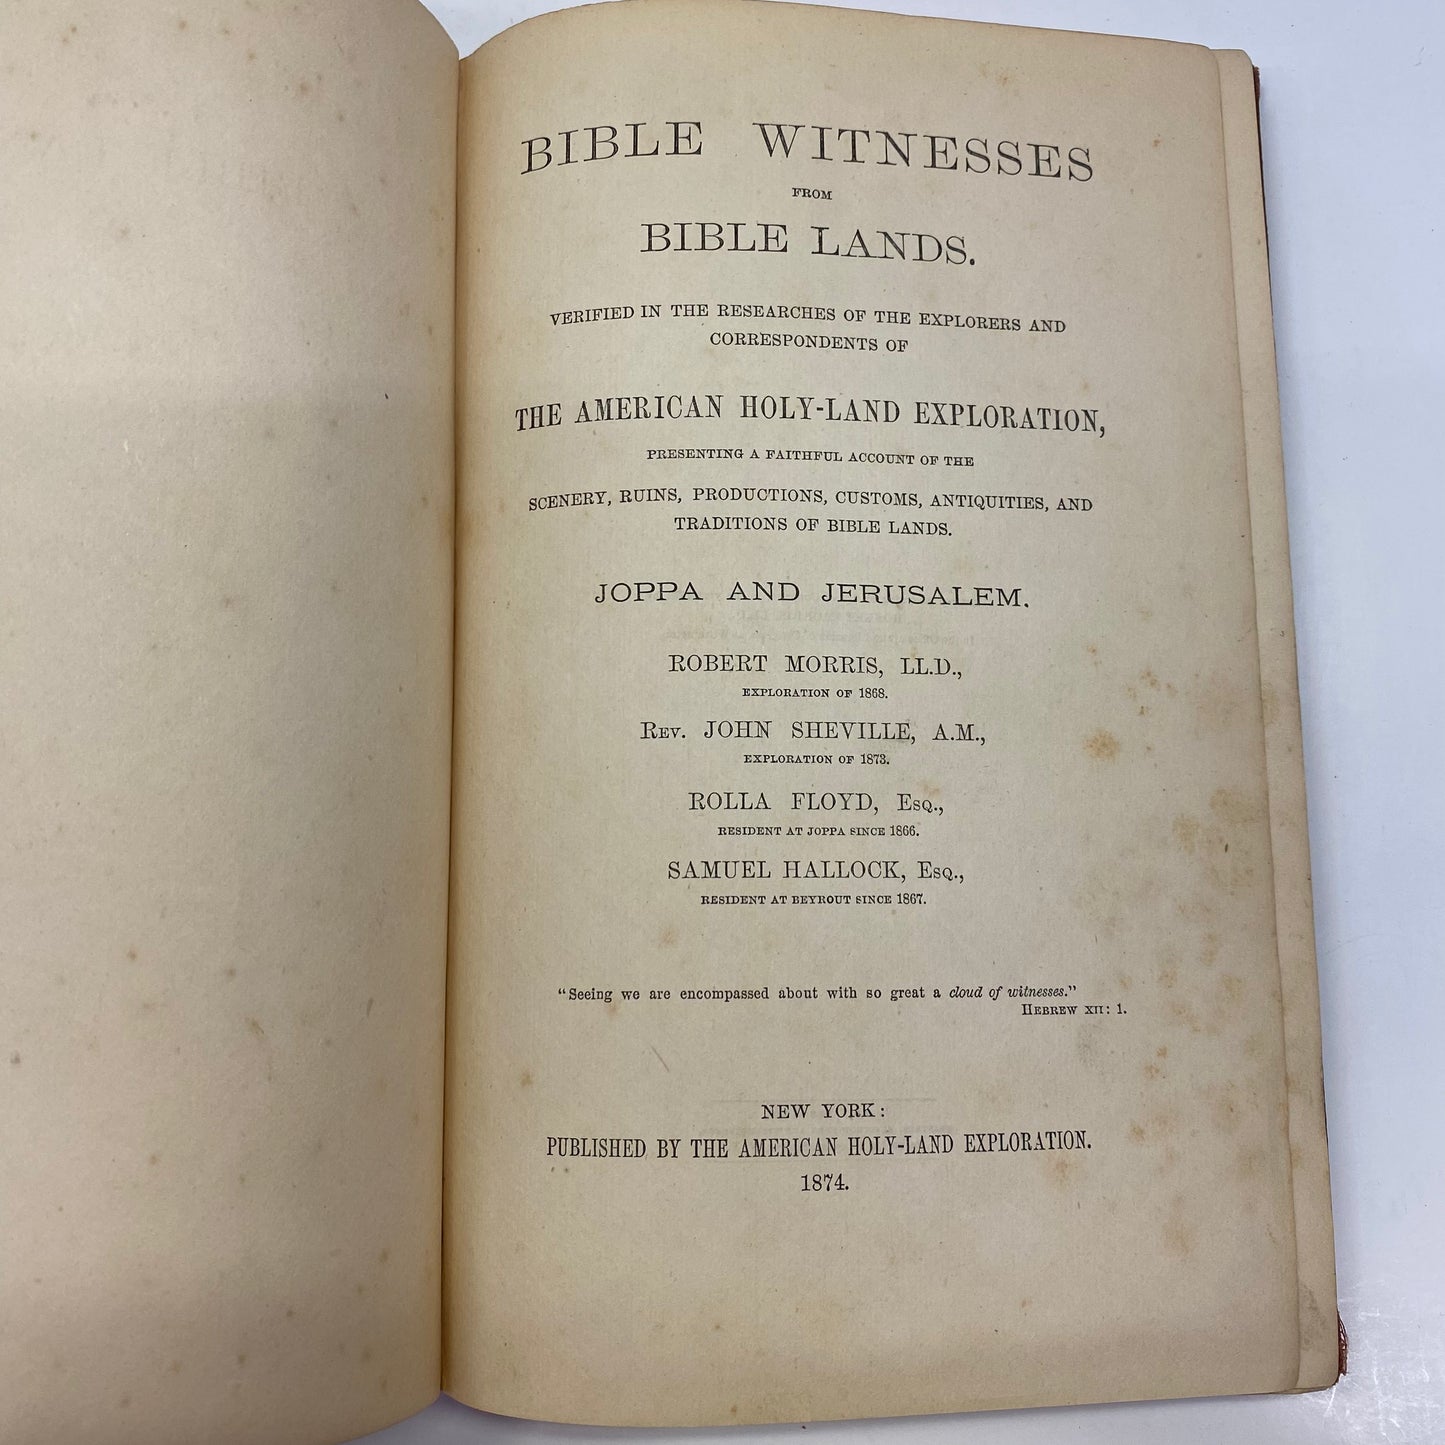 BIBLE WITNESSES
FROM
BIBLE LANDS.
VERIFIED IN THE RESEARCHES OF THE EXPLORERS AND
CORRESPONDENTS OF
THE AMERICAN HOLY-LAND EXPLORATION,
PRESENTING A FAITHFUL ACCOUNT OF THE
SCENERY, RUINS, PRODUCTIONS, CUSTOMS, ANTIQUITIES, AND
TRADITIONS OF BIBLE LANDS.
JOPPA AND JERUSALEM.
ROBERT MORRIS, LL.D.,
EXPLORATION OF 1868.
REV. JOHN SHEVILLE, A.M.,
EXPLORATION OF 1873.
ROLLA FLOYD, ESQ.,
RESIDENT AT JOPPA SINCE 1866.
SAMUEL HALLOCK, ESQ.,
RESIDENT AT BEYROUT SINCE 1867.
"Seeing we are encompassed about with so great a cloud of witnesses."
HEBREW XII: 1.
NEW YORK:
PUBLISHED BY THE AMERICAN HOLY-LAND EXPLORATION.
1874.